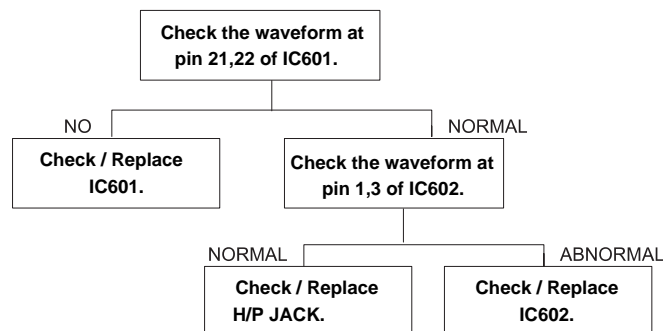 Check the waveform at
pin 21,22 of IC601.
NO
NORMAL
Check / Replace
IC601.
Check the waveform at
pin 1,3 of IC602.
NORMAL
ABNORMAL
Check / Replace
H/P JACK.
Check / Replace
IC602.